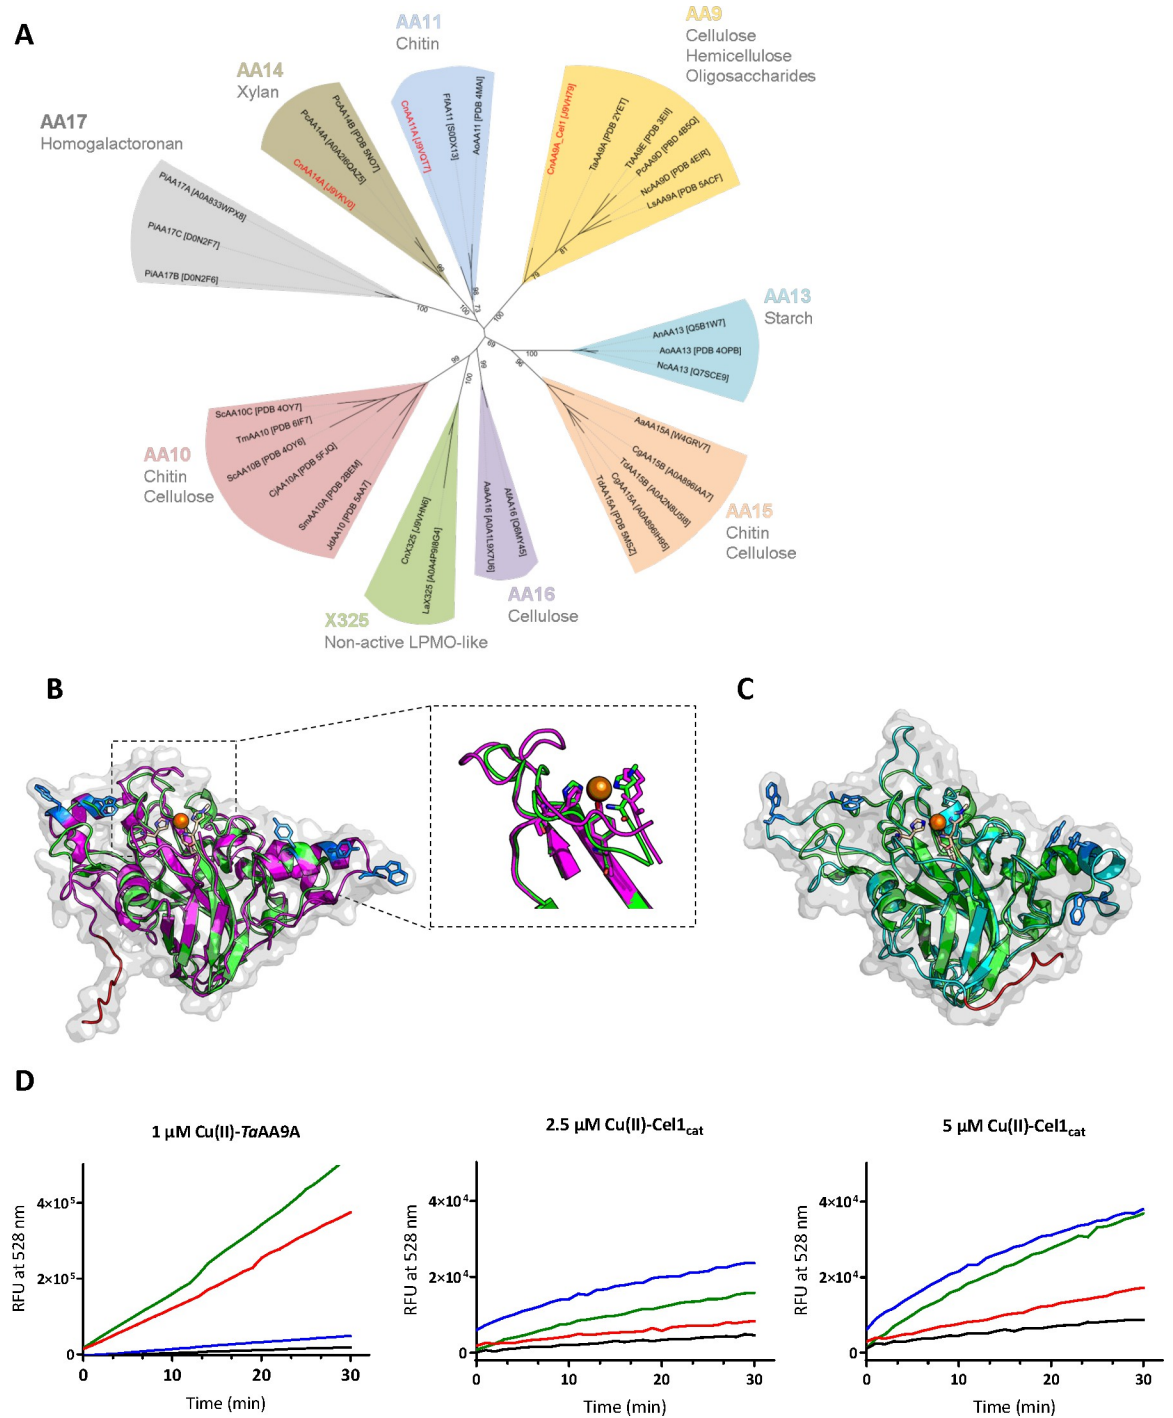 A
AA11
Chitin
AA9
Cellulose
Hemicellulose
Oligosaccharides
AA14
Xylan
AA17
Homogalactoronan
PcAA14B [PDB 5NO7]
PcAA14A [A0A2I6QAZ5]
CnAA14A [J9VKV0]
CnAA11A [J9VQT7]
FfAA11 [S0DX13]
AoAA11 [PDB 4MAI]
CnAA9A_Cel1 [J9VH79]
TaAA9A [PDB 2YET]
TtAA9E [PDB 3EII]
PcAA9D [PBD 4B5Q]
NcAA9D [PDB 4EIR]
LsAA9A [PDB 5ACF]
PiAA17A [A0A833WPX8]
PiAA17C [D0N2F7]
PiAA17B [D0N2F6]
99
100
98
73
100
79
81
100
AA13
Starch
AnAA13 [Q5B1W7]
AoAA13 [PDB 4OPB]
NcAA13 [Q7SCE9]
69
100
96
99
100
99
ScAA10C [PDB 4OY7]
TmAA10 [PDB 6IF7]
ScAA10B [PDB 4OY6]
CjAA10A [PDB 5FJQ]
SmAA10A [PDB 2BEM]
JdAA10 [PDB 5AA7]
AA10
Chitin
Cellulose
CnX325 [J9VHN6]
LaX325 [A0A4P9I8G4]
AaAA16 [A0A1L9X7U6]
AfAA16 [Q6MY45]
AaAA15A [W4GRV7]
CgAA15B [A0A896IAA7]
TdAA15B [A0A2N8U5I8]
CgAA15A [A0A896IH95]
TdAA15A [PDB 5MSZ]
AA15
Chitin
Cellulose
AA16
Cellulose
X325
Non-active LPMO-like
B
C
D
1 µM Cu(II)-TaAA9A
2.5 µM Cu(II)-Cel1cat
5 µM Cu(II)-Cel1cat
RFU at 528 nm
4×10⁵
2×10⁵
0
0 10 20 30
Time (min)
RFU at 528 nm
4×10⁴
2×10⁴
0
0 10 20 30
Time (min)
RFU at 528 nm
4×10⁴
2×10⁴
0
0 10 20 30
Time (min)